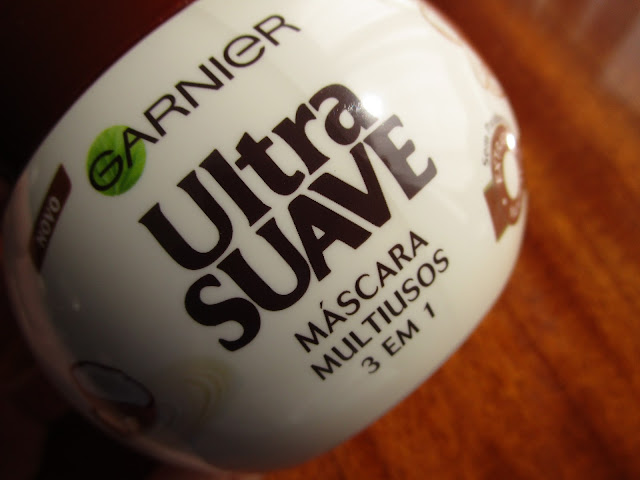 GARNIER
NOVO
Ultra
SUAVE
MÁSCARA
MULTIUSOS
3 EM 1